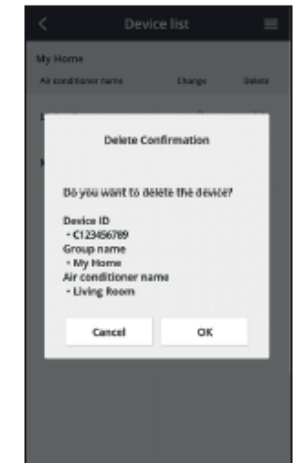 Device list
My Home
Air conditioner name Change Delete
L
Delete Confirmation
Do you want to delete the device?
Device ID
- C123456789
Group name
- My Home
Air conditioner name
- Living Room
Cancel OK